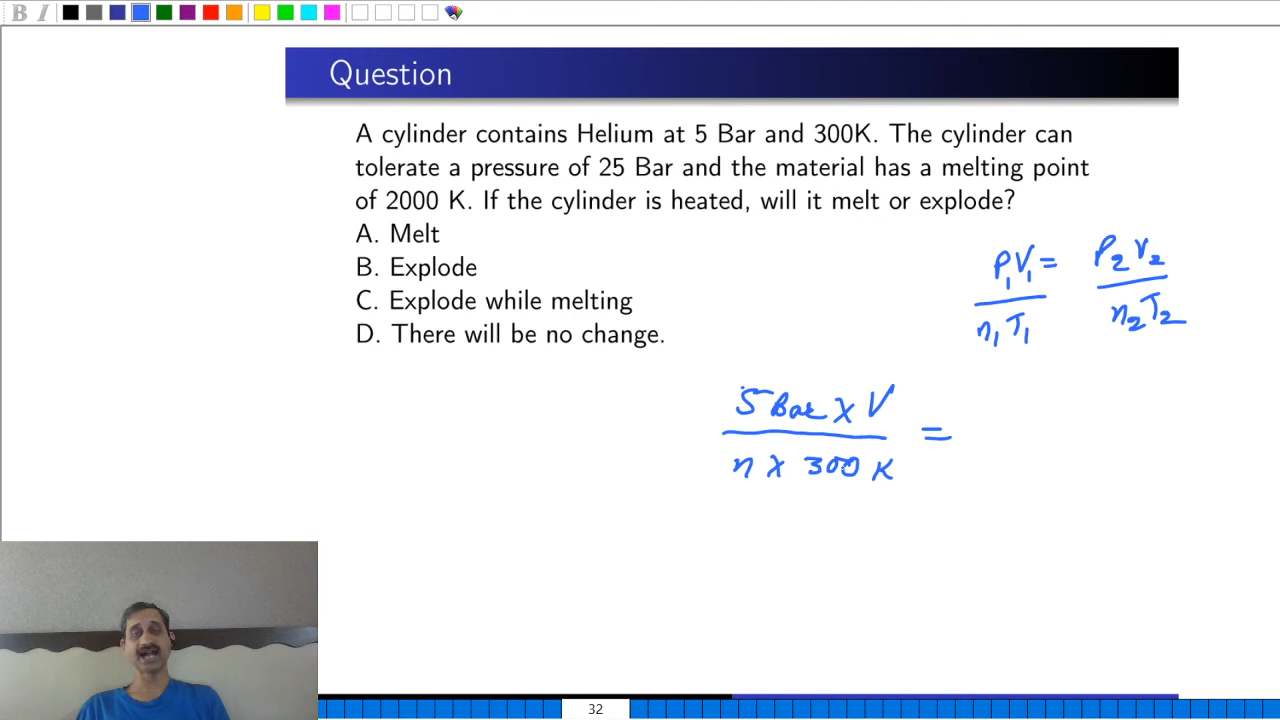 B I
Question
A cylinder contains Helium at 5 Bar and 300K. The cylinder can
tolerate a pressure of 25 Bar and the material has a melting point
of 2000 K. If the cylinder is heated, will it melt or explode?
A. Melt
B. Explode
C. Explode while melting
D. There will be no change.
P₁V₁ = P₂V₂
n₁T₁ n₂T₂
5 Bar x V =
n x 300 K
32